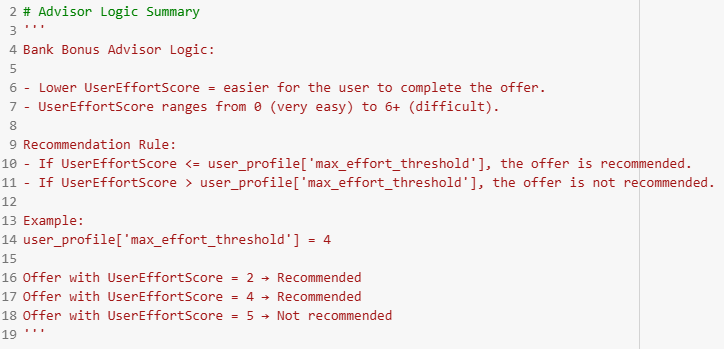 2 # Advisor Logic Summary
3 '''
4 Bank Bonus Advisor Logic:
5
6 - Lower UserEffortScore = easier for the user to complete the offer.
7 - UserEffortScore ranges from 0 (very easy) to 6+ (difficult).
8
9 Recommendation Rule:
10 - If UserEffortScore <= user_profile['max_effort_threshold'], the offer is recommended.
11 - If UserEffortScore > user_profile['max_effort_threshold'], the offer is not recommended.
12
13 Example:
14 user_profile['max_effort_threshold'] = 4
15
16 Offer with UserEffortScore = 2 → Recommended
17 Offer with UserEffortScore = 4 → Recommended
18 Offer with UserEffortScore = 5 → Not recommended
19 '''